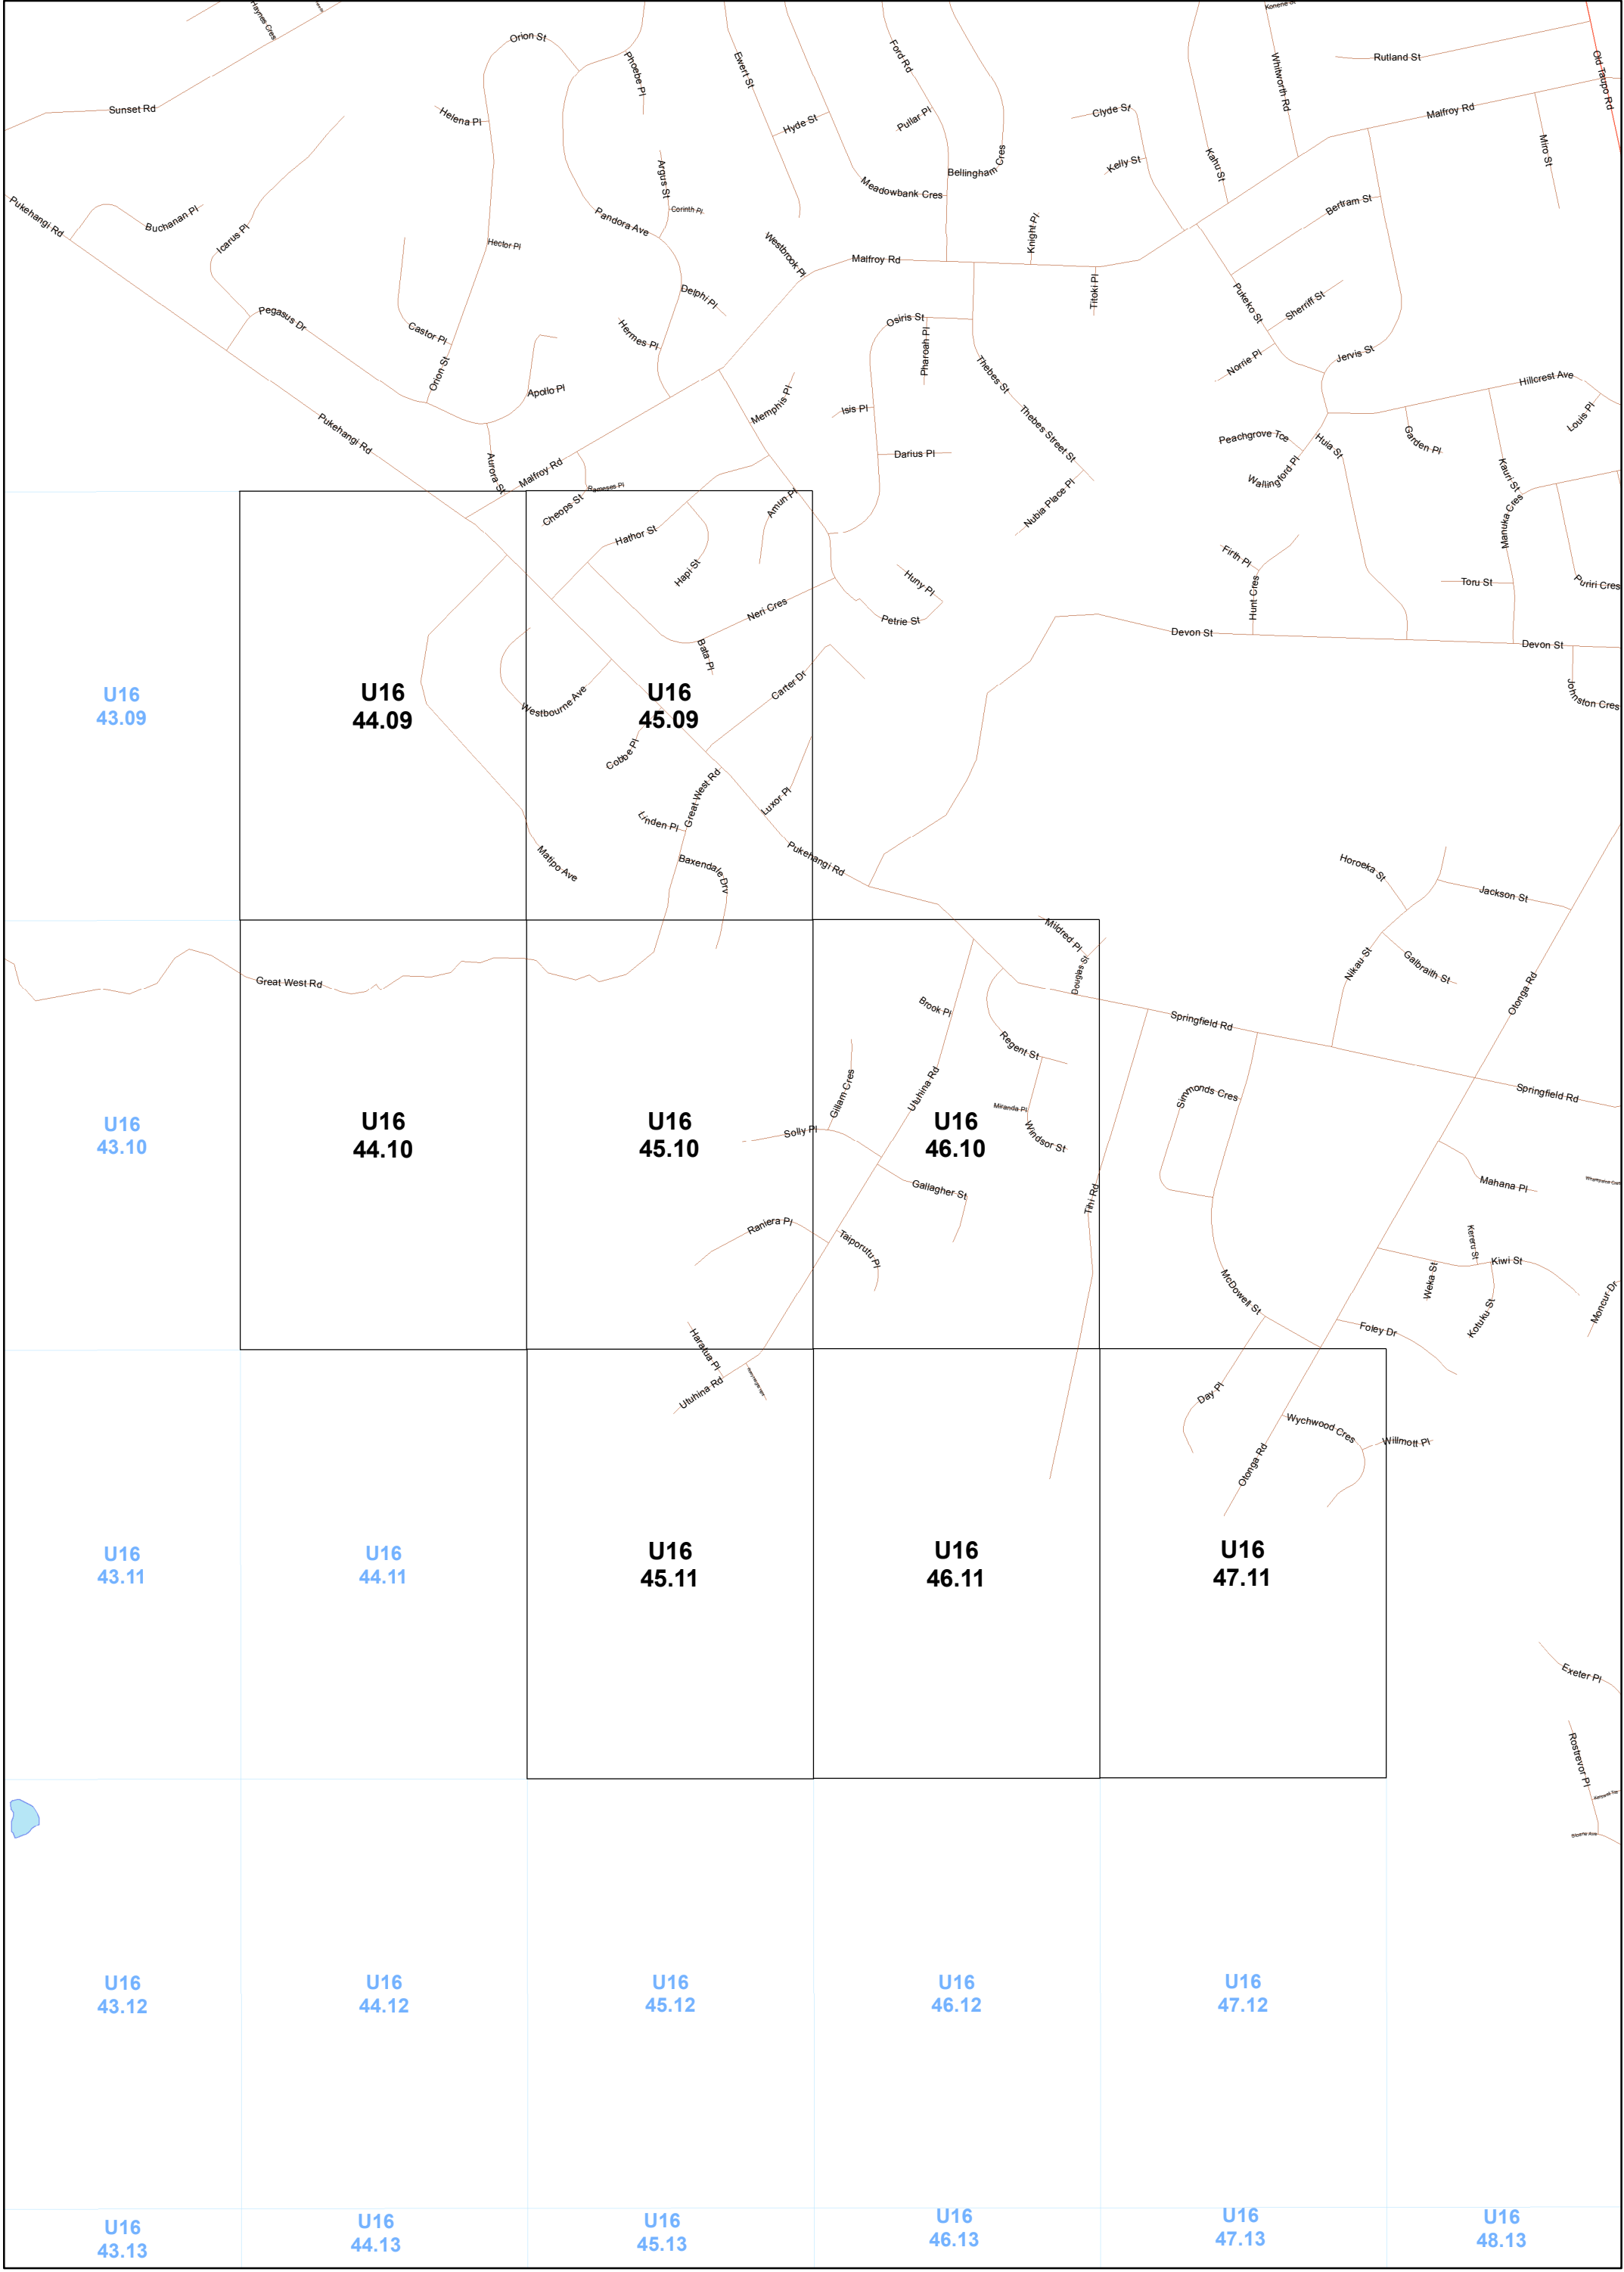 Haynes Cres
Konene St
Orion St
Phoebe Pl
Ewert St
Ford Rd
Whitworth Rd
Rutland St
Old Taupo Rd
Sunset Rd
Helena Pl
Hyde St
Pullar Pl
Clyde St
Malfroy Rd
Miro St
Kelly St
Kahu St
Argus St
Bellingham Cres
Meadowbank Cres
Pukehangi Rd
Buchanan Pl
Icarus Pl
Corinth Pl
Pandora Ave
Bertram St
Knight Pl
Hector Pl
Westbrook Pl
Malfroy Rd
Titoki Pl
Delphi Pl
Pukeko St
Sherriff St
Pegasus Dr
Castor Pl
Hermes Pl
Osiris St
Pharoah Pl
Norrie Pl
Jervis St
Orion St
Apollo Pl
Thebes St
Hillcrest Ave
Louis Pl
Memphis Pl
Isis Pl
Thebes Street St
Pukehangi Rd
Peachgrove Tce
Huia St
Garden Pl
Darius Pl
Wallingford Pl
Kauri St
Aurora St
Malfroy Rd
Rameses Pl
Cheops St
Amun Pl
Nubia Place Pl
Manuka Cres
Hathor St
Firth Pl
Hapi St
Huny Pl
Hunt Cres
Toru St
Puriri Cres
Neri Cres
Petrie St
Devon St
Devon St
Bata Pl
U16
43.09
U16
44.09
U16
45.09
Carter Dr
Johnston Cres
Westbourne Ave
Cobbe Pl
Great West Rd
Luxor Pl
Linden Pl
Matipo Ave
Baxendale Drv
Pukehangi Rd
Horoeka St
Jackson St
Mildred Pl
Douglas St
Nikau St
Galbraith St
Great West Rd
Otonga Rd
Brook Pl
Springfield Rd
Regent St
Gillam Cres
Utuhina Rd
Simmonds Cres
Springfield Rd
Miranda Pl
Windsor St
Solly Pl
U16
43.10
U16
44.10
U16
45.10
U16
46.10
Gallagher St
Tihi Rd
Mahana Pl
Raniera Pl
Taiporutu Pl
Kereru St
Kiwi St
Weka St
McDowell St
Kotuku St
Moncur Dr
Foley Dr
Haratua Pl
Utuhina Rd
Day Pl
Wychwood Cres
Willmott Pl
Otonga Rd
U16
43.11
U16
44.11
U16
45.11
U16
46.11
U16
47.11
Exeter Pl
Rostrevor Pl
U16
43.12
U16
44.12
U16
45.12
U16
46.12
U16
47.12
U16
43.13
U16
44.13
U16
45.13
U16
46.13
U16
47.13
U16
48.13